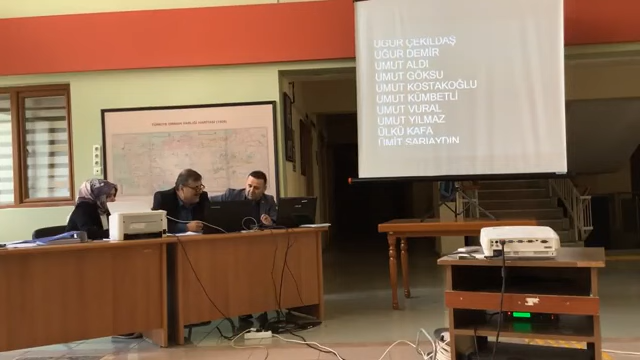 UĞUR ÇEKİLDAŞ
UĞUR DEMİR
UMUT ALDI
UMUT GÖKSU
UMUT KOSTAKOĞLU
UMUT KÜMBETLİ
UMUT VURAL
UMUT YILMAZ
ÜLKÜ KAFA
ÜMİT SARIAYDIN